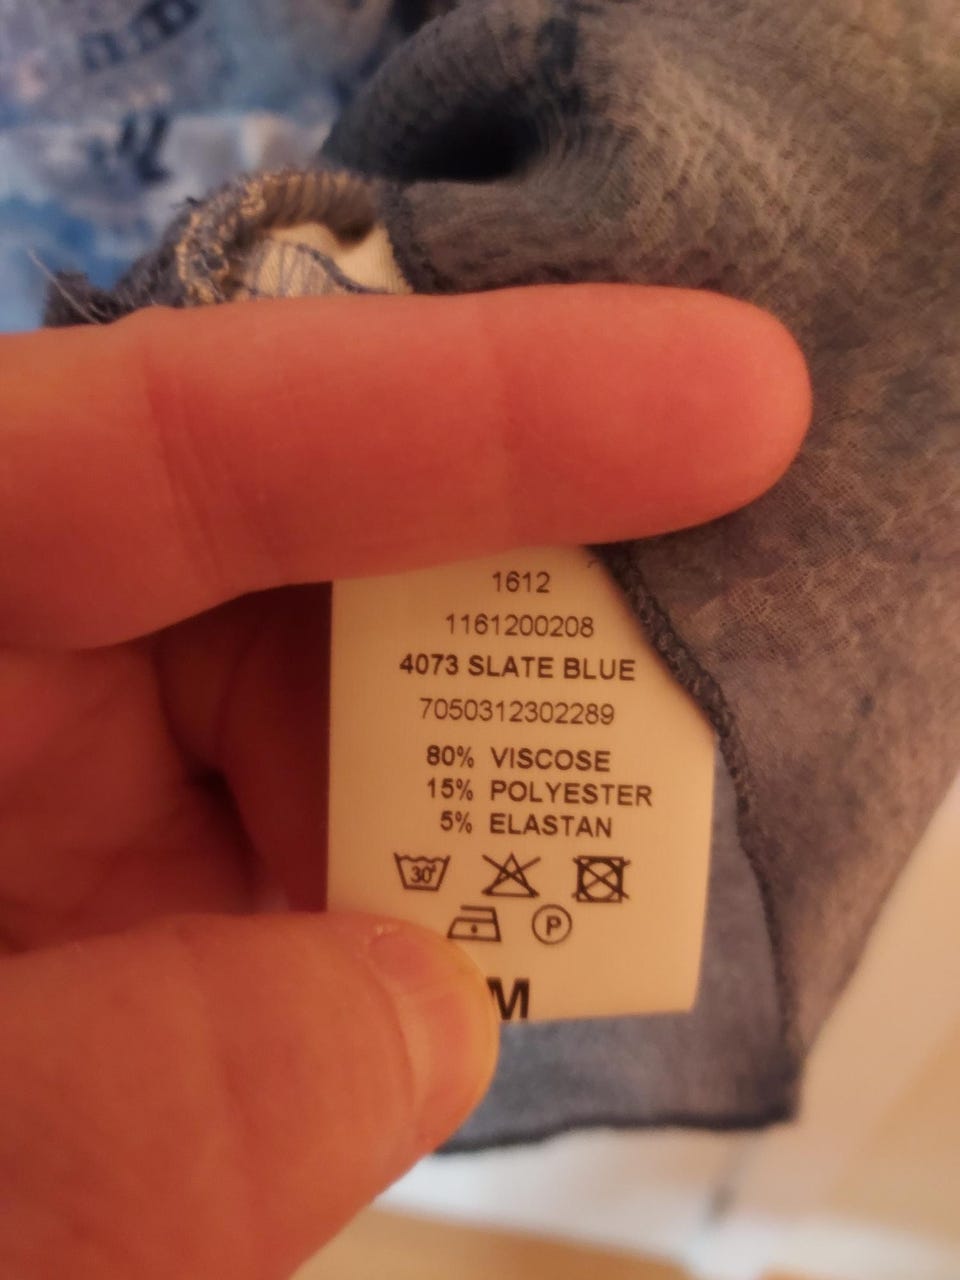 1612
1161200208
4073 SLATE BLUE
7050312302289
80% VISCOSE
15% POLYESTER
5% ELASTAN
30°
P
M